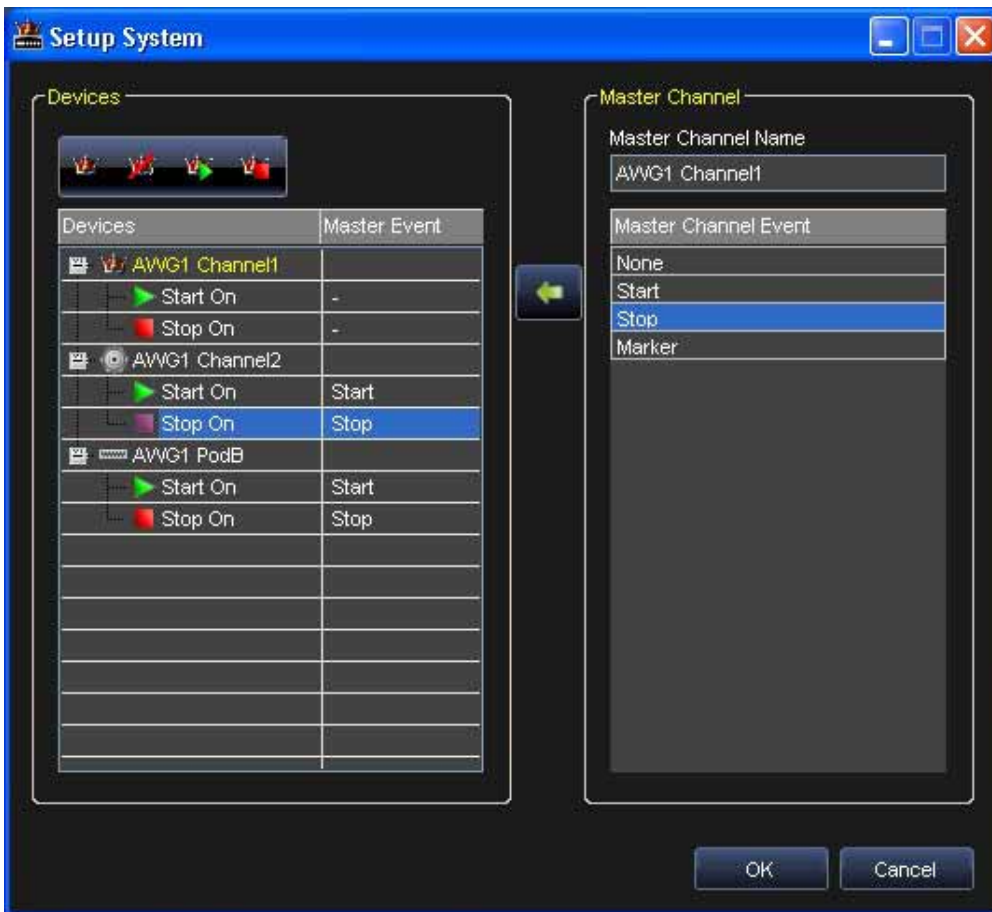 Setup System
Devices
Devices Master Event
AWG1 Channel1
Start On -
Stop On -
AWG1 Channel2
Start On Start
Stop On Stop
AWG1 PodB
Start On Start
Stop On Stop
Master Channel
Master Channel Name
AWG1 Channel1
Master Channel Event
None
Start
Stop
Marker
OK Cancel